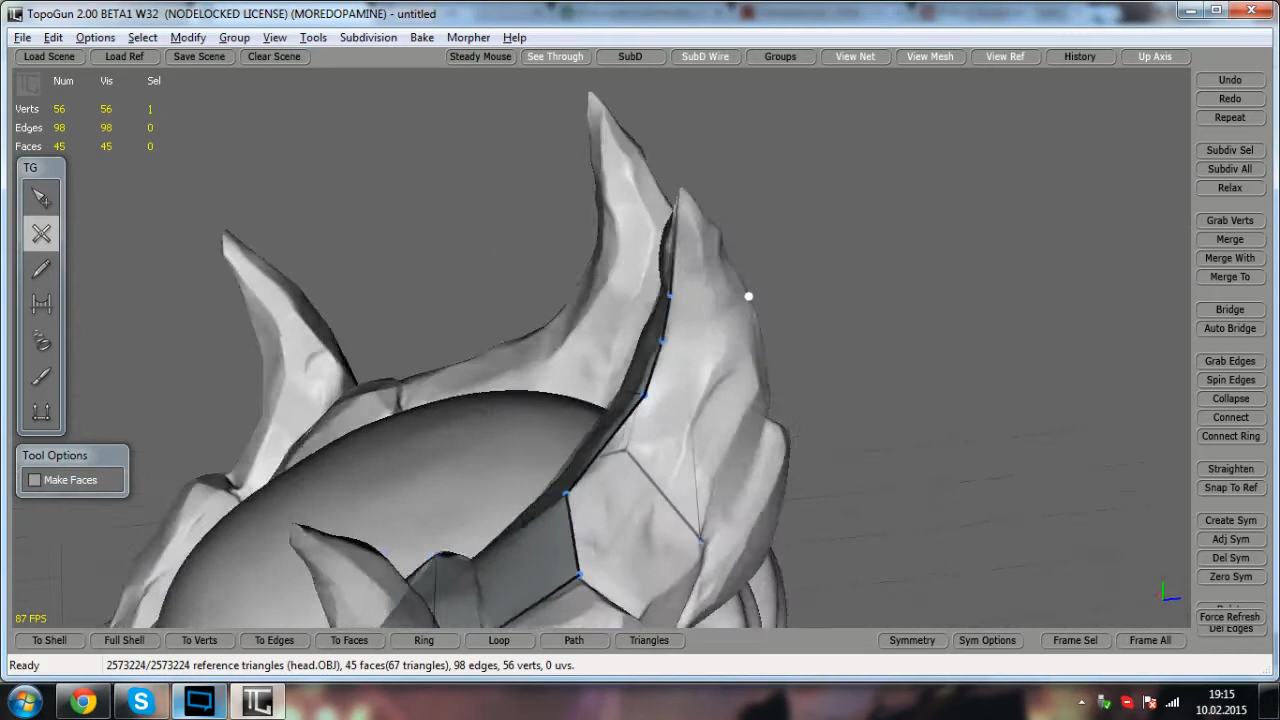 TopoGun 2.00 BETA1 W32 (NODELOCKED LICENSE) (MOREDOPAMINE) - untitled
File Edit Options Select Modify Group View Tools Subdivision Bake Morpher Help
Load Scene Load Ref Save Scene Clear Scene Steady Mouse See Through SubD SubD Wire Groups View Net View Mesh View Ref History Up Axis
Num Vis Sel
Verts 56 56 1
Edges 98 98 0
Faces 45 45 0
TG
Tool Options
Make Faces
Undo
Redo
Repeat
Subdiv Sel
Subdiv All
Relax
Grab Verts
Merge
Merge With
Merge To
Bridge
Auto Bridge
Grab Edges
Spin Edges
Collapse
Connect
Connect Ring
Straighten
Snap To Ref
Create Sym
Adj Sym
Del Sym
Zero Sym
Force Refresh
Del Edges
87 FPS
To Shell Full Shell To Verts To Edges To Faces Ring Loop Path Triangles Symmetry Sym Options Frame Sel Frame All
Ready 2573224/2573224 reference triangles (head.OBJ), 45 faces(67 triangles), 98 edges, 56 verts, 0 uvs.
19:15
10.02.2015